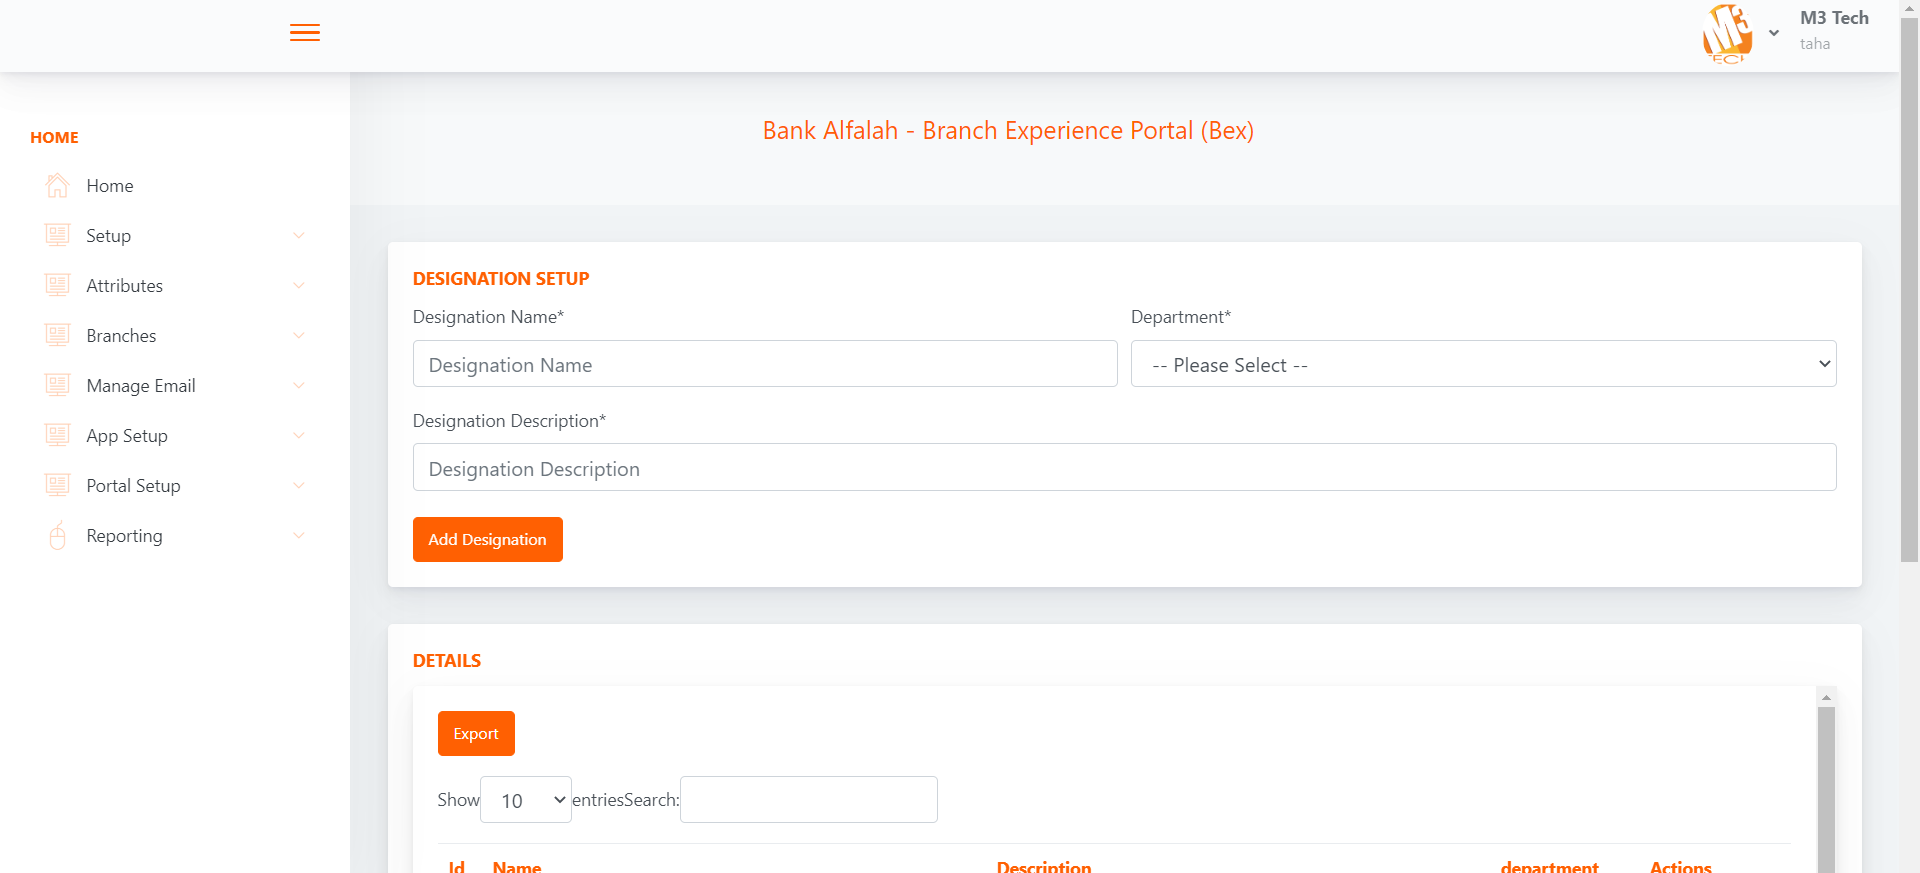 M3 Tech
taha
HOME
Home
Setup
Attributes
Branches
Manage Email
App Setup
Portal Setup
Reporting
Bank Alfalah - Branch Experience Portal (Bex)
DESIGNATION SETUP
Designation Name* Department*
Designation Name -- Please Select --
Designation Description*
Designation Description
Add Designation
DETAILS
Export
Show 10 entriesSearch:
Id Name Description department Actions